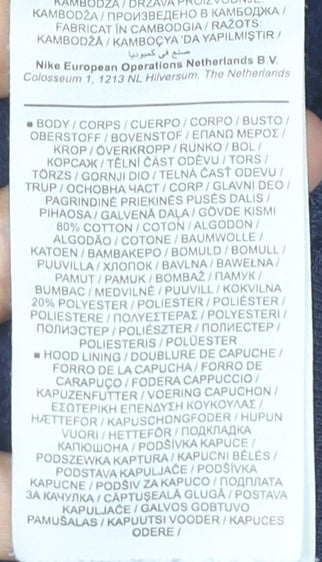 KAMBODŽA / DRŽAVA PROIZVODNJE:
KAMBODŽA / ПРОИЗВЕДЕНО В КАМБОДЖА /
FABRICAT ÎN CAMBODGIA / RAŽOTS:
KAMBODŽĀ / KAMBOÇYA 'DA YAPILMIŞTIR /
صنع في كمبوديا
Nike European Operations Netherlands B.V.
Colosseum 1, 1213 NL Hilversum, The Netherlands
■ BODY / CORPS / CUERPO / CORPO / BUSTO /
OBERSTOFF / BOVENSTOF / ΕΠΑΝΩ ΜΕΡΟΣ /
KROP / ÖVERKROPP / RUNKO / BOL /
КОРСАЖ / TĚLNÍ ČÁST ODĚVU / TORS /
TÖRZS / GORNJI DIO / TELNÁ ČASŤ ODEVU /
TRUP / ОСНОВНА ЧАСТ / CORP / GLAVNI DEO /
PAGRINDINĖ PRIEKINĖS PUSĖS DALIS /
PIHAOSA / GALVENĀ DAĻA / GÖVDE KISMI
80% COTTON / COTON / ALGODÓN /
ALGODÃO / COTONE / BAUMWOLLE /
KATOEN / ΒΑΜΒΑΚΕΡΟ / BOMULD / BOMULL /
PUUVILLA / ХЛОПОК / BAVLNA / BAWEŁNA /
PAMUT / PAMUK / BOMBAŽ / ПАМУК /
BUMBAC / MEDVILNĖ / PUUVILL / KOKVILNA
20% POLYESTER / POLIESTER / POLIÉSTER /
POLIESTERE / ΠΟΛΥΕΣΤΕΡΑΣ / POLYESTERI /
ПОЛИЭСТЕР / POLIÉSZTER / ПОЛИЕСТЕР /
POLIESTERIS / POLÜESTER
■ HOOD LINING / DOUBLURE DE CAPUCHE /
FORRO DE LA CAPUCHA / FORRO DE
CARAPUÇO / FODERA CAPPUCCIO /
KAPUZENFUTTER / VOERING CAPUCHON /
ΕΣΩΤΕΡΙΚΗ ΕΠΕΝΔΥΣΗ ΚΟΥΚΟΥΛΑΣ /
HÆTTEFOR / KAPUSCHONGFODER / HUPUN
VUORI / HETTEFÔR / ПОДКЛАДКА
КАПЮШОНА / PODŠÍVKA KAPUCE /
PODSZEWKA KAPTURA / KAPUCNI BÉLÉS /
PODSTAVA KAPULJAČE / PODŠÍVKA
KAPUCNE / PODŠIV ZA KAPUCO / ПОДПЛАТА
ЗА КАЧУЛКА / CĂPTUŞEALĂ GLUGĂ / POSTAVA
KAPULJAČE / GALVOS GOBTUVO
PAMUŠALAS / KAPUUTSI VOODER / KAPUCES
ODERE /